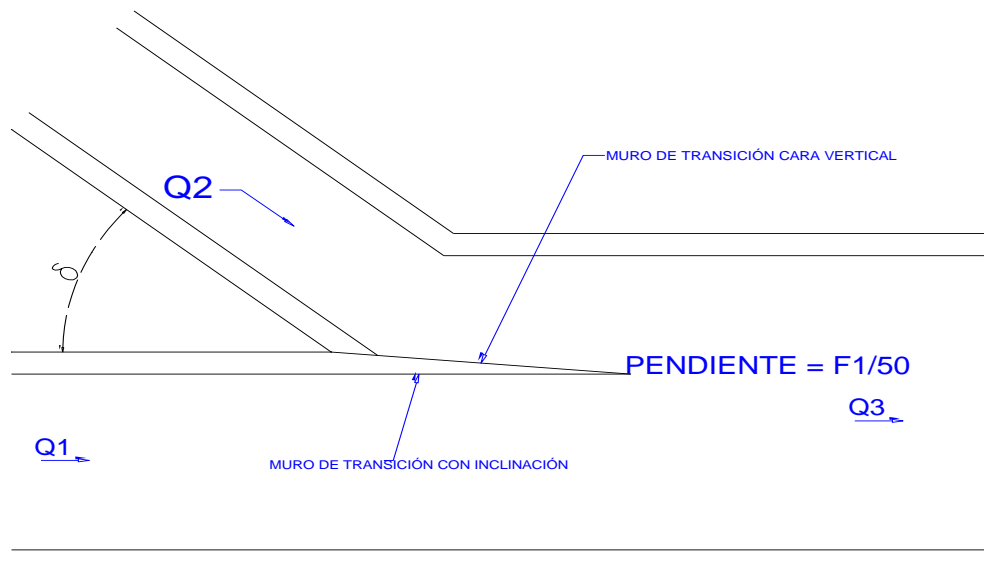 MURO DE TRANSICIÓN CARA VERTICAL
Q2
δ
PENDIENTE = F1/50
Q3
Q1
MURO DE TRANSICIÓN CON INCLINACIÓN